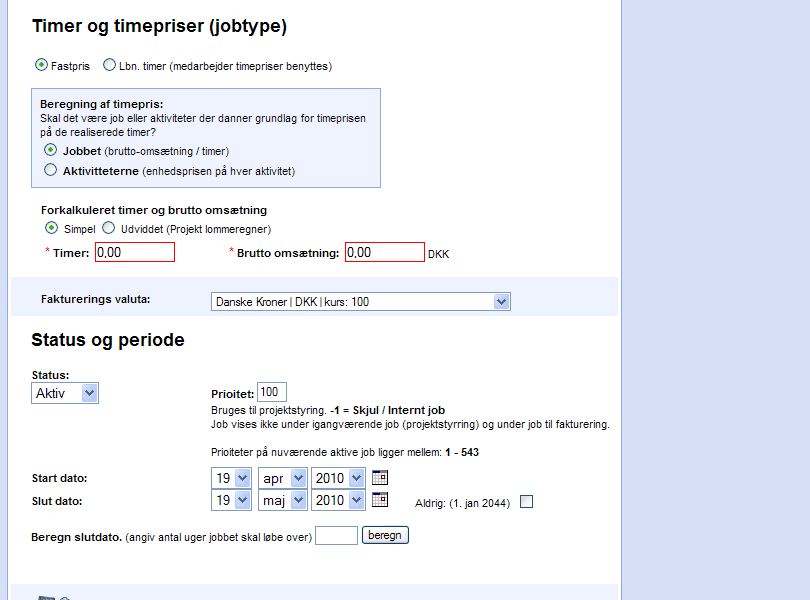 Timer og timepriser (jobtype)
Fastpris Lbn. timer (medarbejder timepriser benyttes)
Beregning af timepris:
Skal det være job eller aktiviteter der danner grundlag for timeprisen
på de realiserede timer?
Jobbet (brutto-omsætning / timer)
Aktivitteterne (enhedsprisen på hver aktivitet)
Forkalkuleret timer og brutto omsætning
Simpel Udviddet (Projekt lommeregner)
* Timer: 0,00 * Brutto omsætning: 0,00 DKK
Fakturerings valuta: Danske Kroner | DKK | kurs: 100
Status og periode
Status:
Aktiv Prioitet: 100
Bruges til projektstyring. -1 = Skjul / Internt job
Job vises ikke under igangværende job (projektstyrring) og under job til fakturering.
Prioiteter på nuværende aktive job ligger mellem: 1 - 543
Start dato: 19 apr 2010
Slut dato: 19 maj 2010 Aldrig: (1. jan 2044)
Beregn slutdato. (angiv antal uger jobbet skal løbe over) beregn